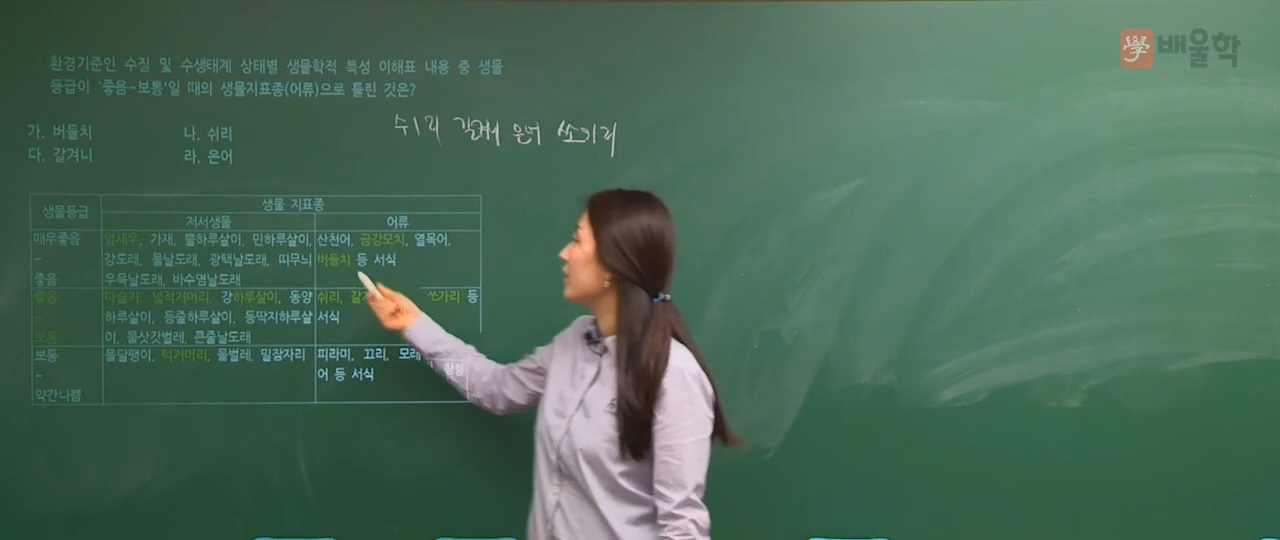 學 배울학
환경기준인 수질 및 수생태계 상태별 생물학적 특성 이해표 내용 중 생물
등급이 '좋음~보통'일 때의 생물지표종(어류)으로 틀린 것은?
가. 버들치 나. 쉬리
다. 갈겨니 라. 은어
쉬리 갈겨니 은어 쏘가리
생물등급 생물 지표종
저서생물 어류
매우좋음 옆새우, 가재, 뿔하루살이, 민하루살이, 산천어, 금강모치, 열목어,
~ 강도래, 물날도래, 광택날도래, 띠무늬 버들치 등 서식
좋음 우묵날도래, 바수염날도래
좋음 다슬기, 넓적거머리, 강하루살이, 동양 쉬리, 쏘가리 등
~ 하루살이, 등줄하루살이, 등딱지하루살 서식
보통 이, 물삿갓벌레, 큰줄날도래
보통 물달팽이, 턱거머리, 물벌레, 밀잠자리 피라미, 끄리, 모래
~ 어 등 서식
약간나쁨